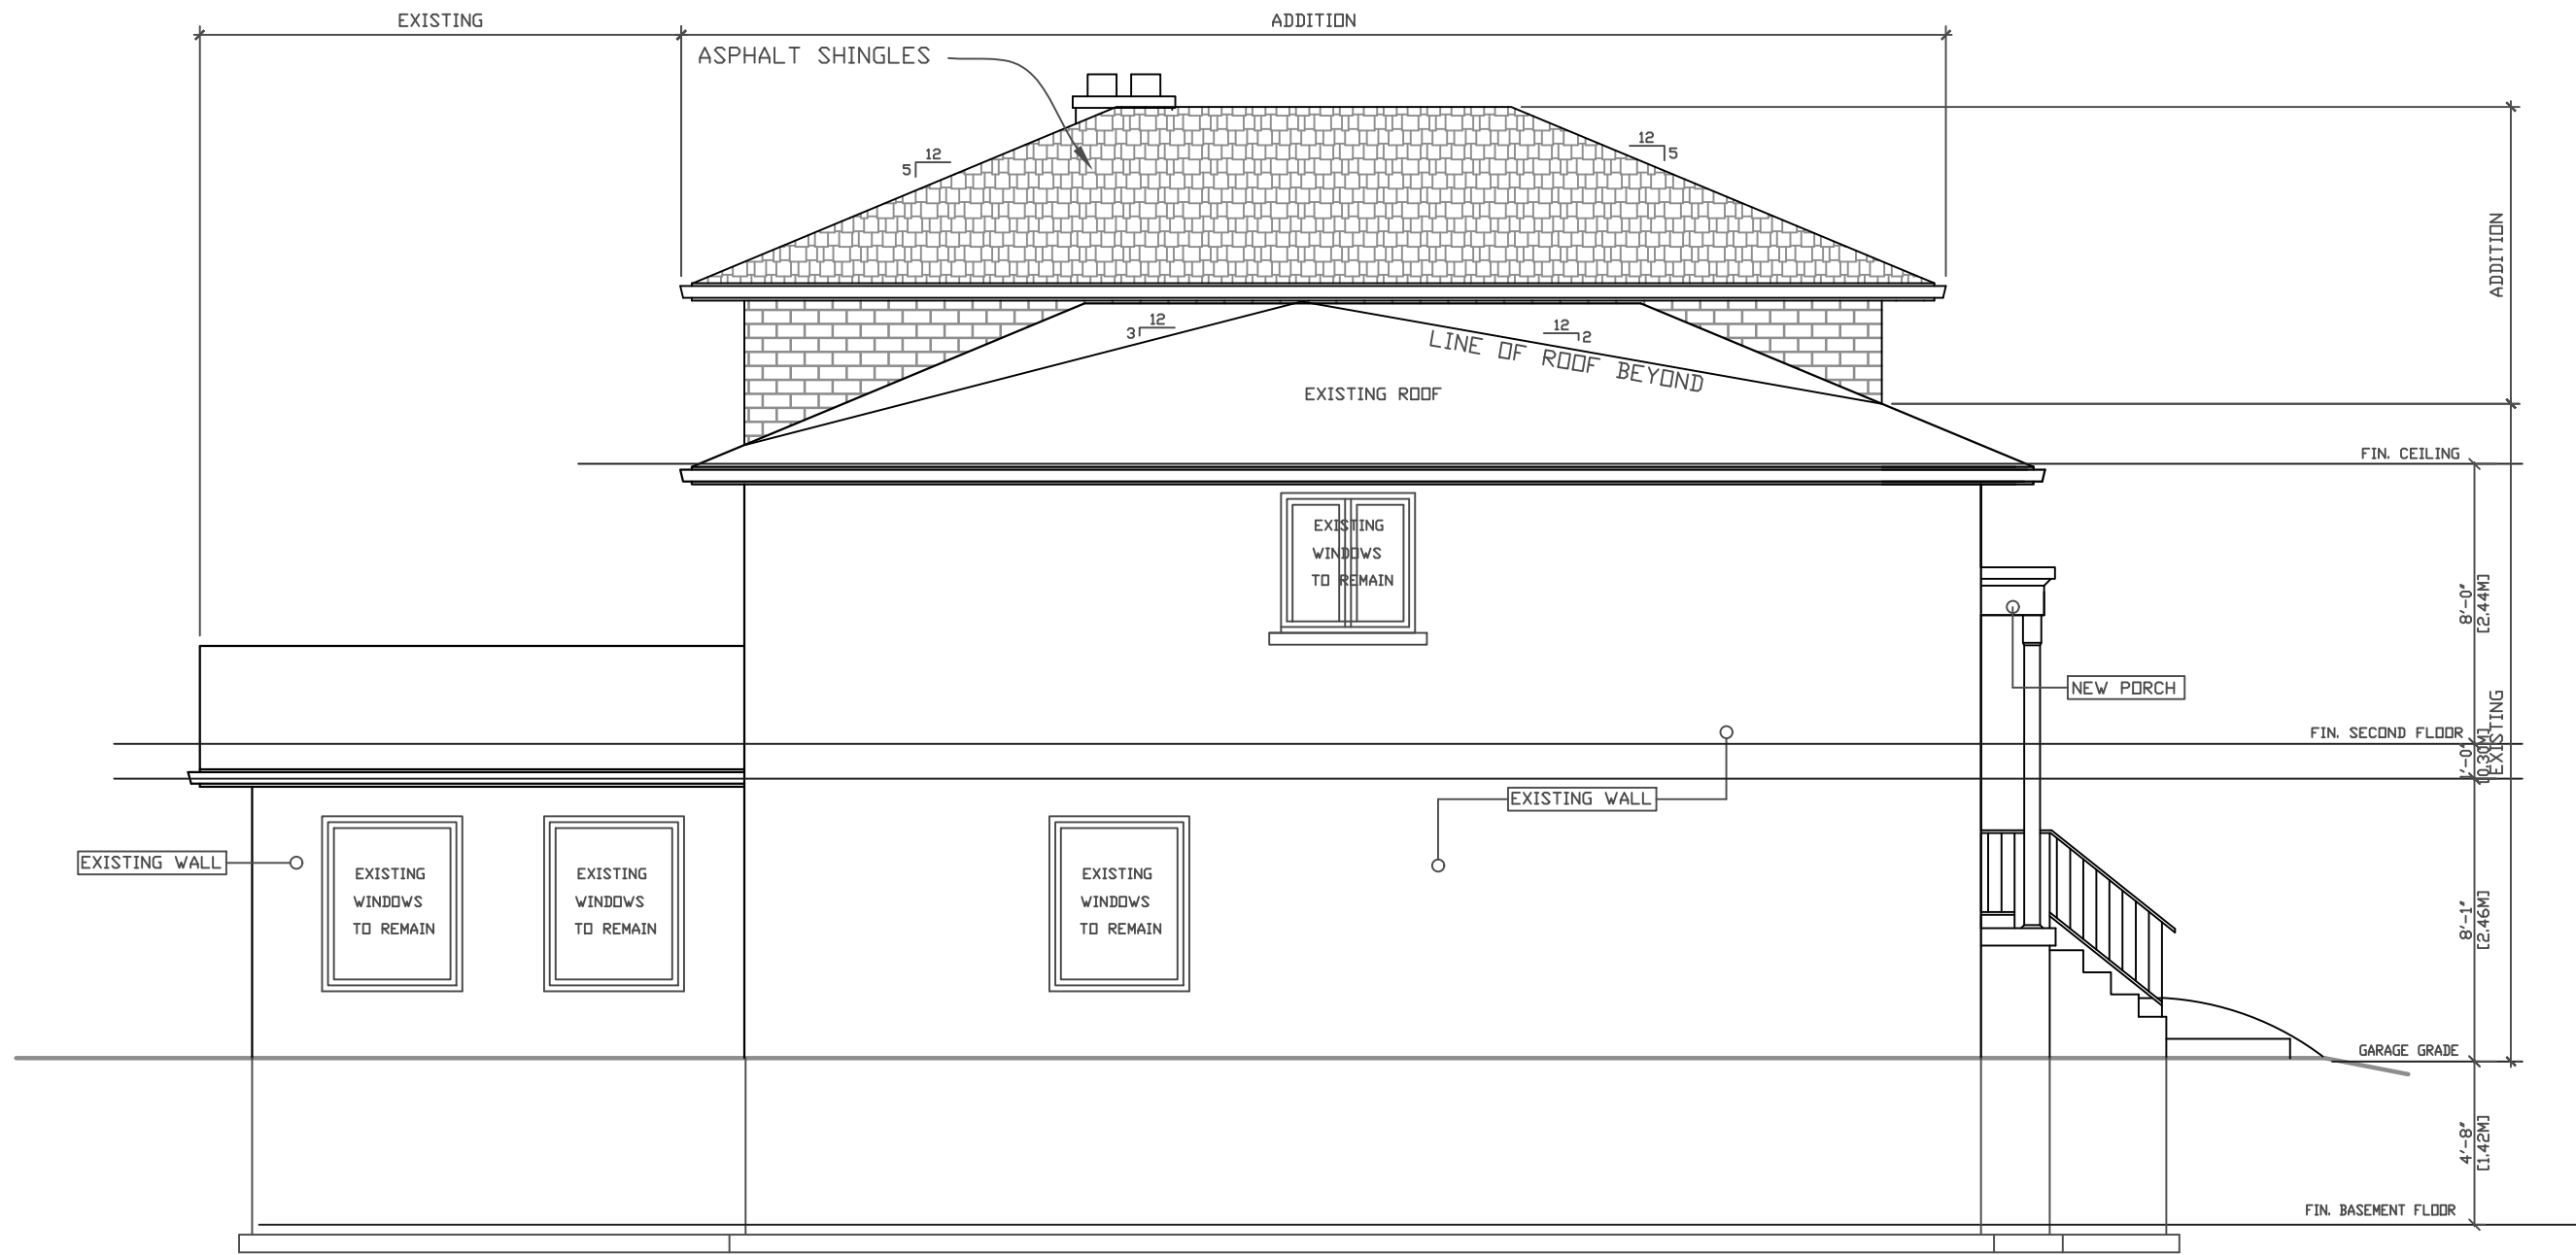 EXISTING
ADDITION
ASPHALT SHINGLES
12
5
12
5
ADDITION
12
3
12
2
LINE OF ROOF BEYOND
EXISTING ROOF
FIN. CEILING
EXISTING
WINDOWS
TO REMAIN
8'-0"
[2.44M]
NEW PORCH
EXISTING
FIN. SECOND FLOOR
1'-0"
[0.30M]
EXISTING WALL
EXISTING WALL
EXISTING
WINDOWS
TO REMAIN
EXISTING
WINDOWS
TO REMAIN
EXISTING
WINDOWS
TO REMAIN
8'-1"
[2.46M]
GARAGE GRADE
4'-8"
[1.42M]
FIN. BASEMENT FLOOR